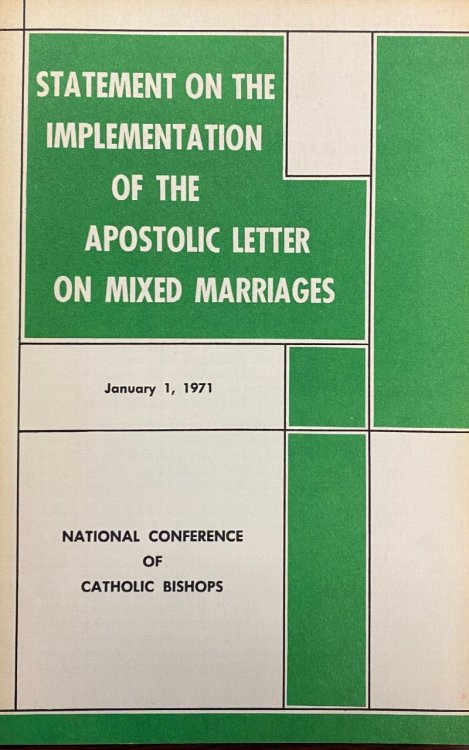 STATEMENT ON THE
IMPLEMENTATION
OF THE
APOSTOLIC LETTER
ON MIXED MARRIAGES
January 1, 1971
NATIONAL CONFERENCE
OF
CATHOLIC BISHOPS